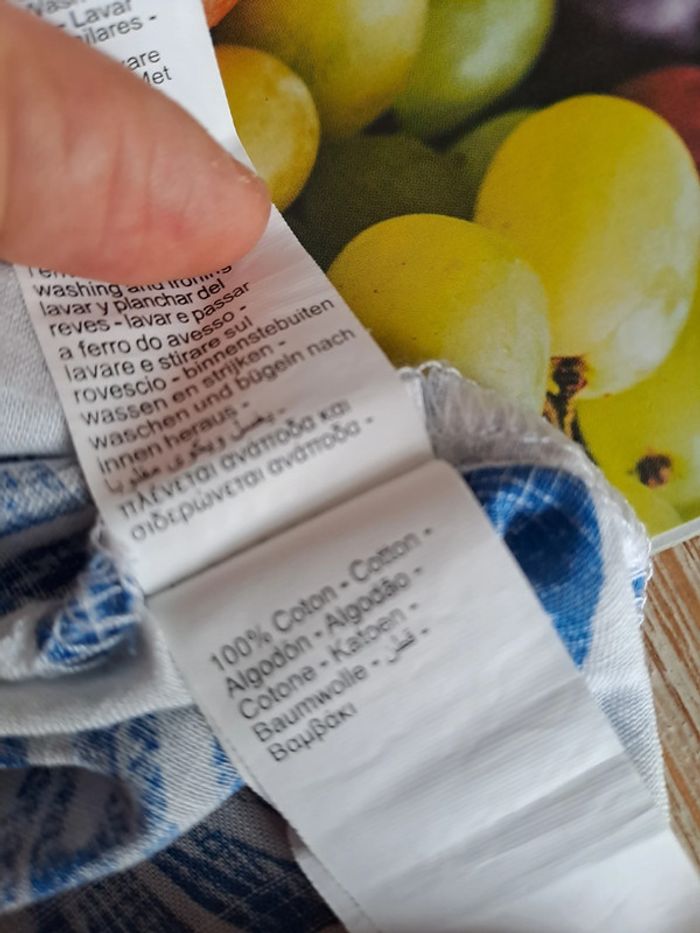 Lavar
ilares -
are
Met
washing and ironing
lavar y planchar del
reves - lavar e passar
a ferro do avesso -
lavare e stirare sul
rovescio - binnenstebuiten
wassen en strijken -
waschen und bügeln nach
innen heraus -
πλένεται ανάποδα και
σιδερώνεται ανάποδα -
100% Coton - Cotton -
Algodón - Algodão -
Cotone - Katoen -
Baumwolle - قطن -
Βαμβάκι